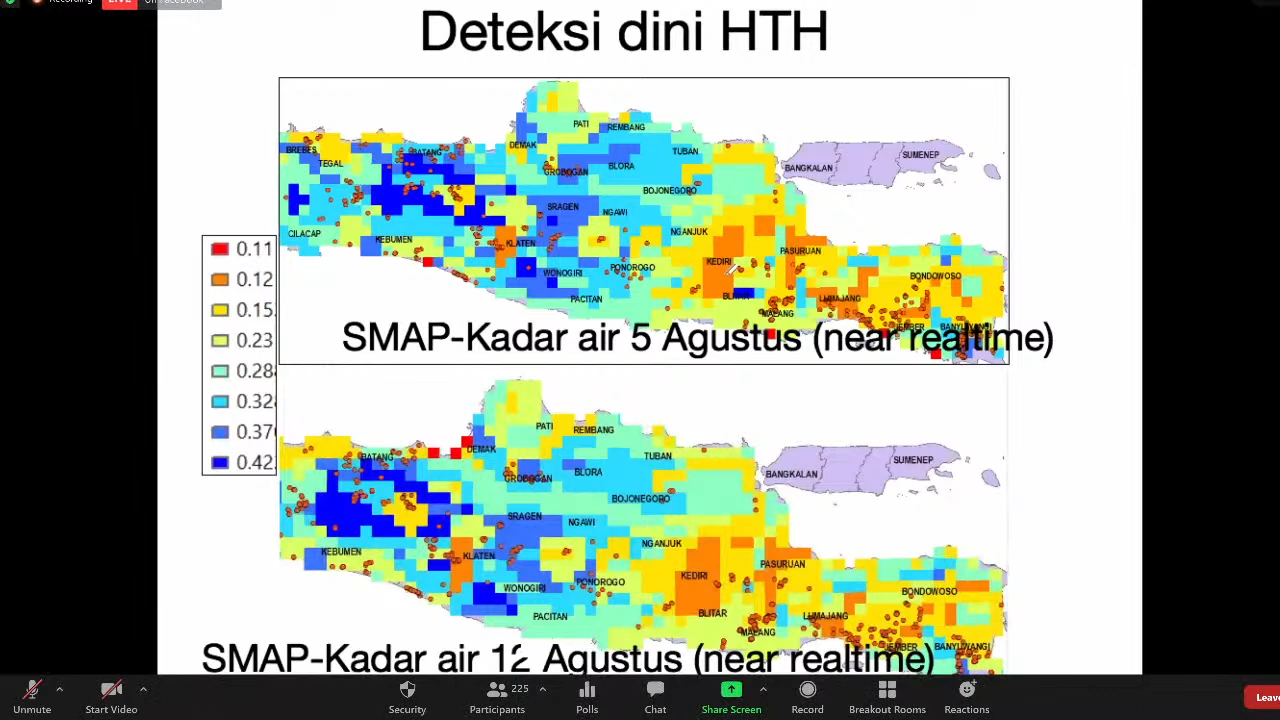 Recording LIVE on Facebook
Deteksi dini HTH
PATI REMBANG
BREBES BATANG DEMAK TUBAN BANGKALAN SUMENEP
TEGAL GROBOGAN BLORA
BOJONEGORO
SRAGEN NGAWI
CILACAP KEBUMEN KLATEN NGANJUK PASURUAN
WONOGIRI PONOROGO KEDIRI BONDOWOSO
PACITAN BLITAR LUMAJANG
MALANG JEMBER BANYUWANGI
SMAP-Kadar air 5 Agustus (near realtime)
0.11
0.12
0.15
0.23
0.28
0.32
0.37
0.42
PATI REMBANG
BATANG DEMAK TUBAN BANGKALAN SUMENEP
GROBOGAN BLORA
BOJONEGORO
SRAGEN NGAWI
KEBUMEN KLATEN NGANJUK PASURUAN
WONOGIRI PONOROGO KEDIRI BONDOWOSO
PACITAN BLITAR LUMAJANG
MALANG JEMBER BANYUWANGI
SMAP-Kadar air 12 Agustus (near realtime)
225
Unmute Start Video Security Participants Polls Chat Share Screen Record Breakout Rooms Reactions Leave